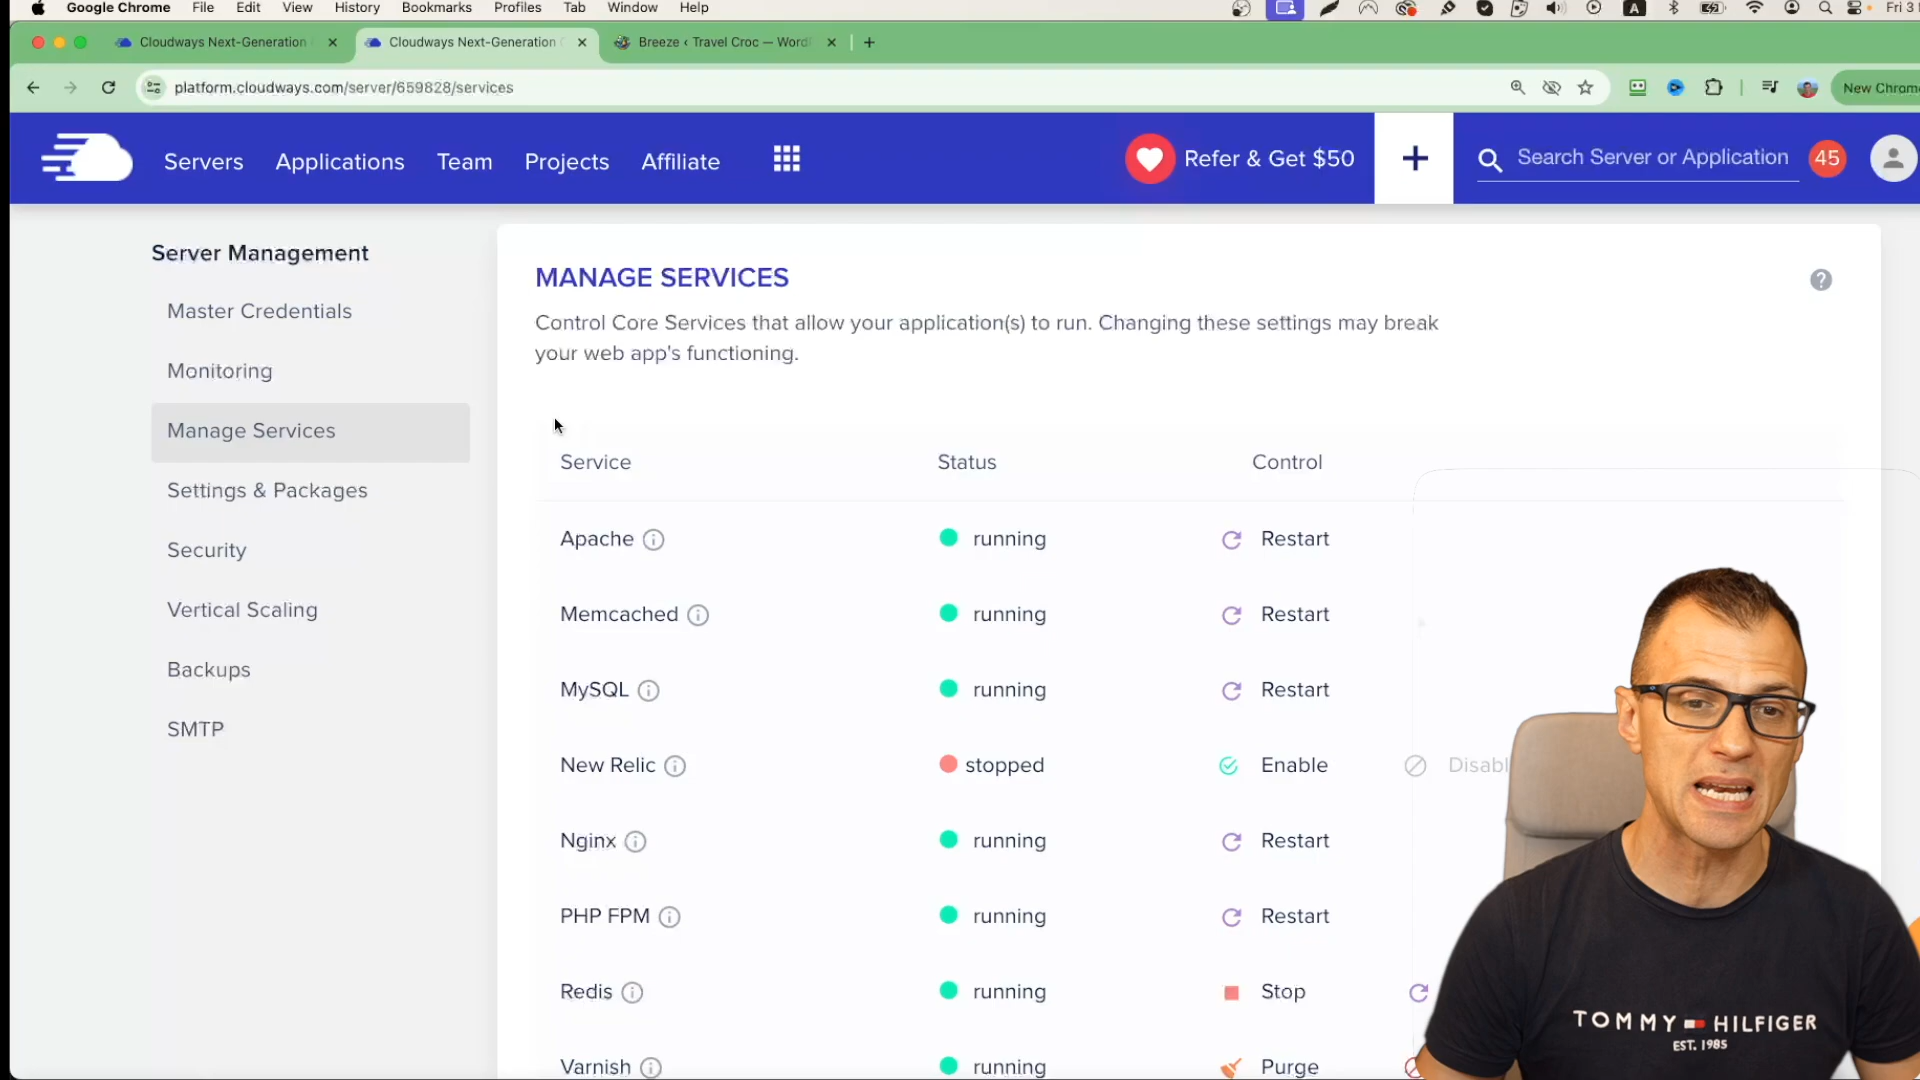 Google Chrome File Edit View History Bookmarks Profiles Tab Window Help A Fri 3
Cloudways Next-Generation Cloudways Next-Generation Breeze ‹ Travel Croc — Word
platform.cloudways.com/server/659828/services New Chrome
Servers Applications Team Projects Affiliate Refer & Get $50 + Search Server or Application 45
Server Management
Master Credentials
Monitoring
Manage Services
Settings & Packages
Security
Vertical Scaling
Backups
SMTP
MANAGE SERVICES
Control Core Services that allow your application(s) to run. Changing these settings may break
your web app's functioning.
Service Status Control
Apache running Restart
Memcached running Restart
MySQL running Restart
New Relic stopped Enable Disabl
Nginx running Restart
PHP FPM running Restart
Redis running Stop
Varnish running Purge
TOMMY HILFIGER
EST. 1985